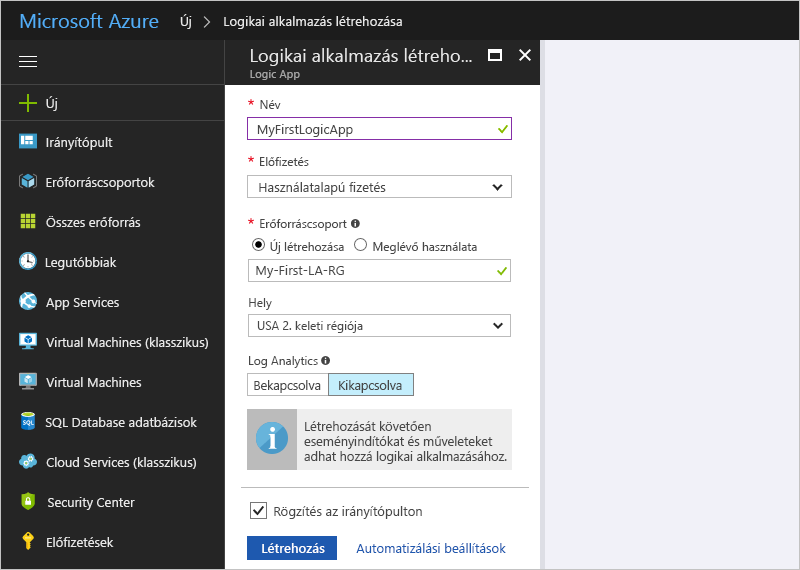 Microsoft Azure Új > Logikai alkalmazás létrehozása
Új
Irányítópult
Erőforráscsoportok
Összes erőforrás
Legutóbbiak
App Services
Virtual Machines (klasszikus)
Virtual Machines
SQL Database adatbázisok
Cloud Services (klasszikus)
Security Center
Előfizetések
Logikai alkalmazás létreho...
Logic App
* Név
MyFirstLogicApp
* Előfizetés
Használatalapú fizetés
* Erőforráscsoport
Új létrehozása Meglévő használata
My-First-LA-RG
Hely
USA 2. keleti régiója
Log Analytics
Bekapcsolva Kikapcsolva
Létrehozását követően
eseményindítókat és műveleteket
adhat hozzá logikai alkalmazásához.
Rögzítés az irányítópulton
Létrehozás Automatizálási beállítások